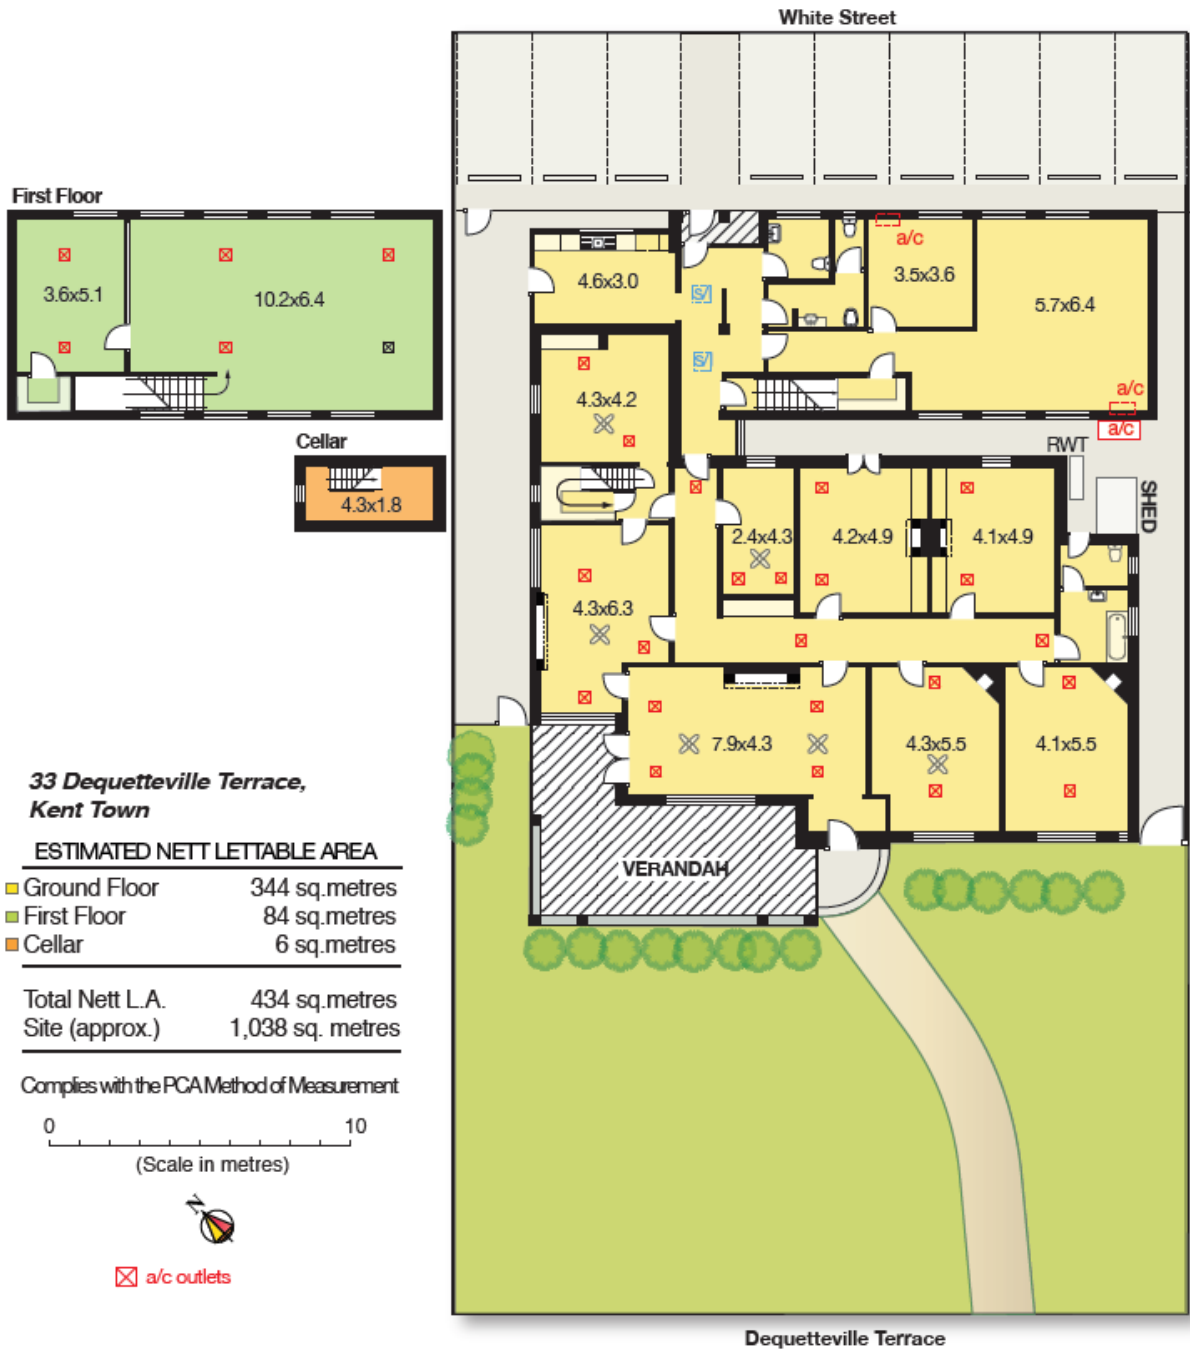 White Street
First Floor
3.6x5.1
10.2x6.4
Cellar
4.3x1.8
4.6x3.0
a/c
3.5x3.6
5.7x6.4
a/c
a/c
4.3x4.2
RWT
SHED
2.4x4.3
4.2x4.9
4.1x4.9
4.3x6.3
7.9x4.3
4.3x5.5
4.1x5.5
VERANDAH
33 Dequetteville Terrace,
Kent Town
ESTIMATED NETT LETTABLE AREA
Ground Floor 344 sq.metres
First Floor 84 sq.metres
Cellar 6 sq.metres
Total Nett L.A. 434 sq.metres
Site (approx.) 1,038 sq. metres
Complies with the PCA Method of Measurement
0 10
(Scale in metres)
N
a/c outlets
Dequetteville Terrace